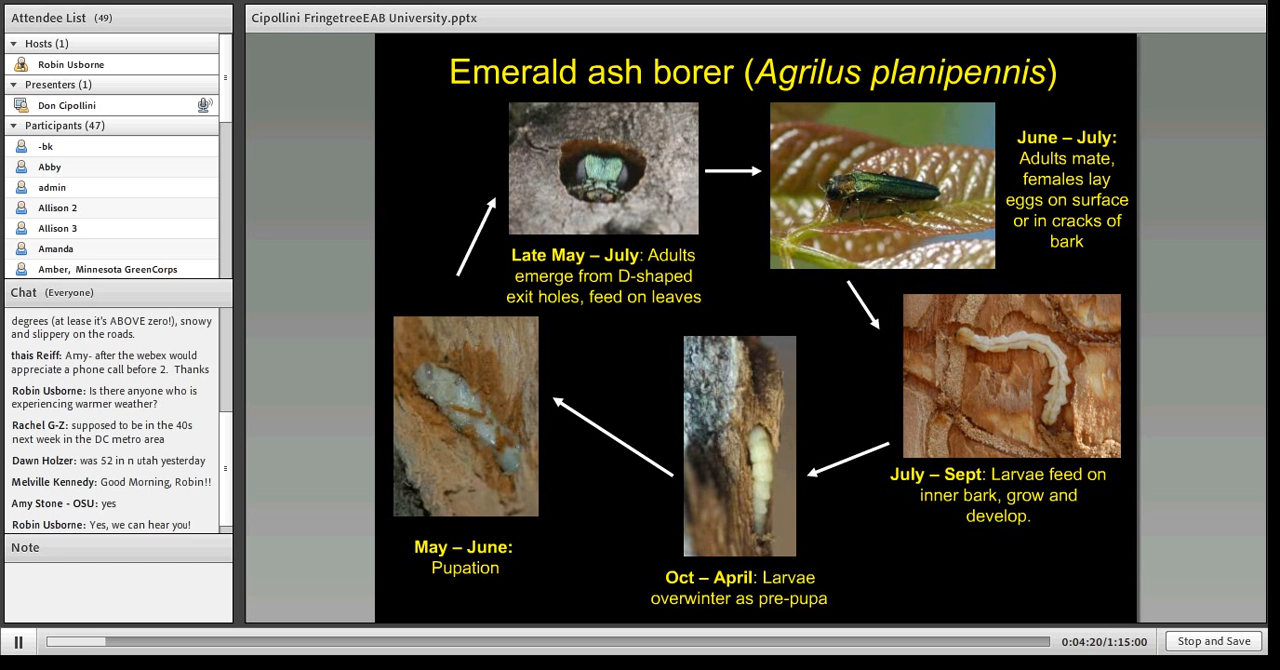 Attendee List (49)
Hosts (1)
Robin Usborne
Presenters (1)
Don Cipollini
Participants (47)
-bk
Abby
admin
Allison 2
Allison 3
Amanda
Amber, Minnesota GreenCorps
Chat (Everyone)
degrees (at lease it's ABOVE zero!), snowy
and slippery on the roads.
thais Reiff: Amy- after the webex would
appreciate a phone call before 2. Thanks
Robin Usborne: Is there anyone who is
experiencing warmer weather?
Rachel G-Z: supposed to be in the 40s
next week in the DC metro area
Dawn Holzer: was 52 in n utah yesterday
Melville Kennedy: Good Morning, Robin!!
Amy Stone - OSU: yes
Robin Usborne: Yes, we can hear you!
Note
Cipollini FringetreeEAB University.pptx
Emerald ash borer (Agrilus planipennis)
Late May – July: Adults
emerge from D-shaped
exit holes, feed on leaves
June – July:
Adults mate,
females lay
eggs on surface
or in cracks of
bark
July – Sept: Larvae feed on
inner bark, grow and
develop.
Oct – April: Larvae
overwinter as pre-pupa
May – June:
Pupation
0:04:20/1:15:00
Stop and Save